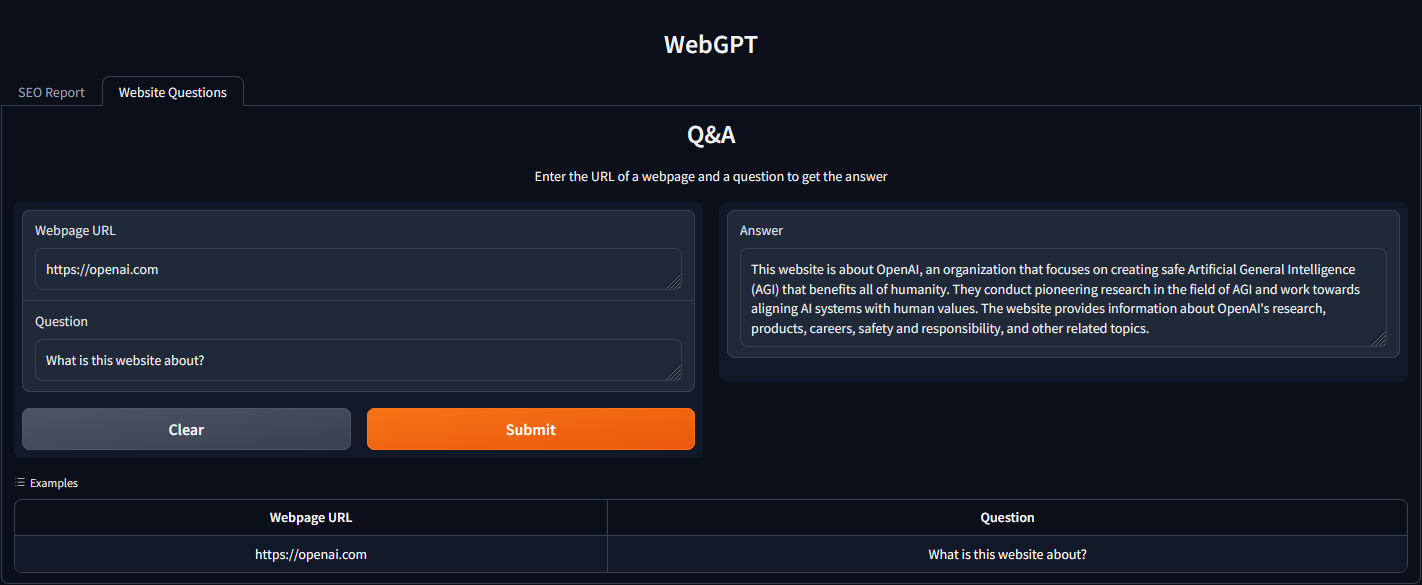 WebGPT
SEO Report
Website Questions
Q&A
Enter the URL of a webpage and a question to get the answer
Webpage URL
https://openai.com
Question
What is this website about?
Clear
Submit
Answer
This website is about OpenAI, an organization that focuses on creating safe Artificial General Intelligence
(AGI) that benefits all of humanity. They conduct pioneering research in the field of AGI and work towards
aligning AI systems with human values. The website provides information about OpenAI's research,
products, careers, safety and responsibility, and other related topics.
Examples
Webpage URL
Question
https://openai.com
What is this website about?